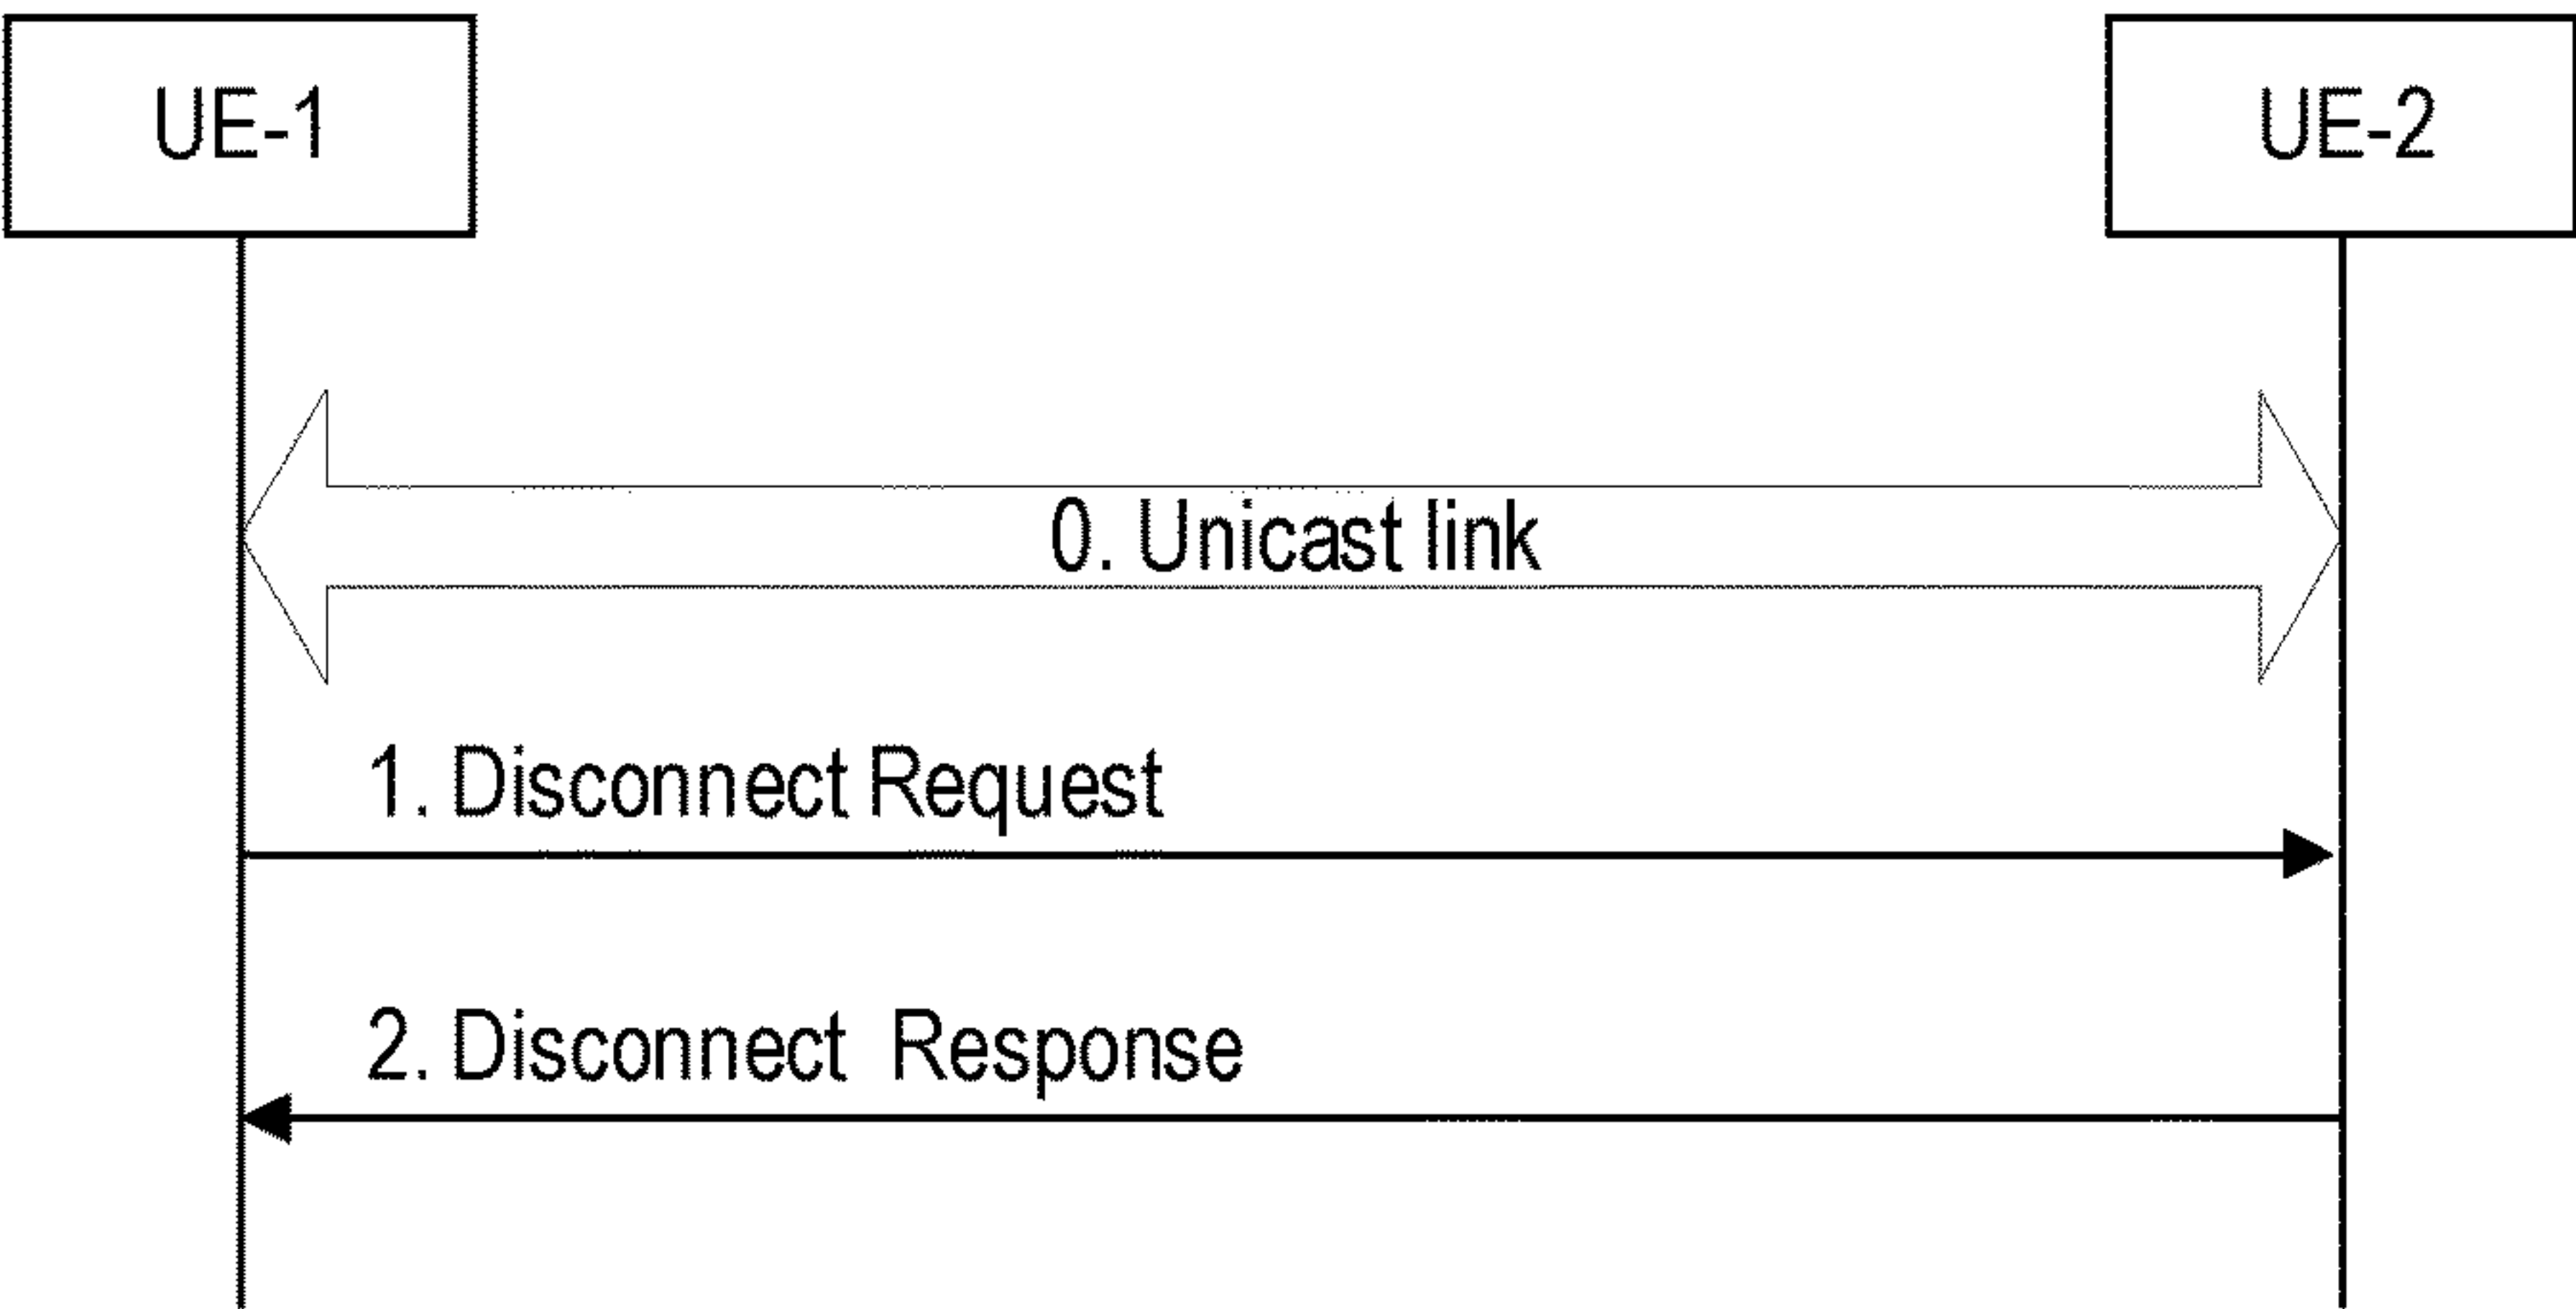 UE-1
UE-2
0. Unicast link
1. Disconnect Request
2. Disconnect Response